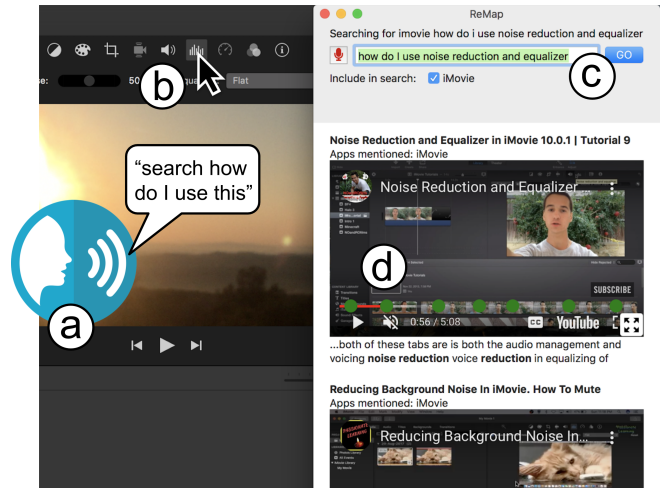 ReMap
Searching for imovie how do i use noise reduction and equalizer
how do I use noise reduction and equalizer
GO
Include in search:
iMovie
50
Flat
b
c
“search how
do I use this”
a
Noise Reduction and Equalizer in iMovie 10.0.1 | Tutorial 9
Apps mentioned: iMovie
Noise Reduction and Equalizer
d
SUBSCRIBE
0:56 / 5:08
CC
YouTube
...both of these tabs are is both the audio management and
voicing noise reduction voice reduction in equalizing of
Reducing Background Noise In iMovie. How To Mute
Apps mentioned: iMovie
Reducing Background Noise In...